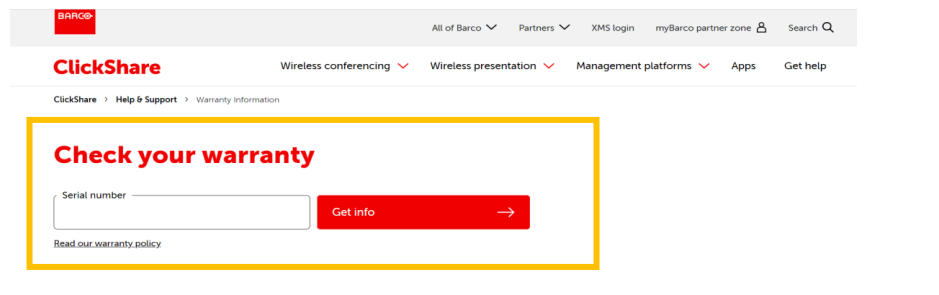 BARCO
All of Barco Partners XMS login myBarco partner zone Search
ClickShare Wireless conferencing Wireless presentation Management platforms Apps Get help
ClickShare > Help & Support > Warranty Information
Check your warranty
Serial number
Get info
Read our warranty policy